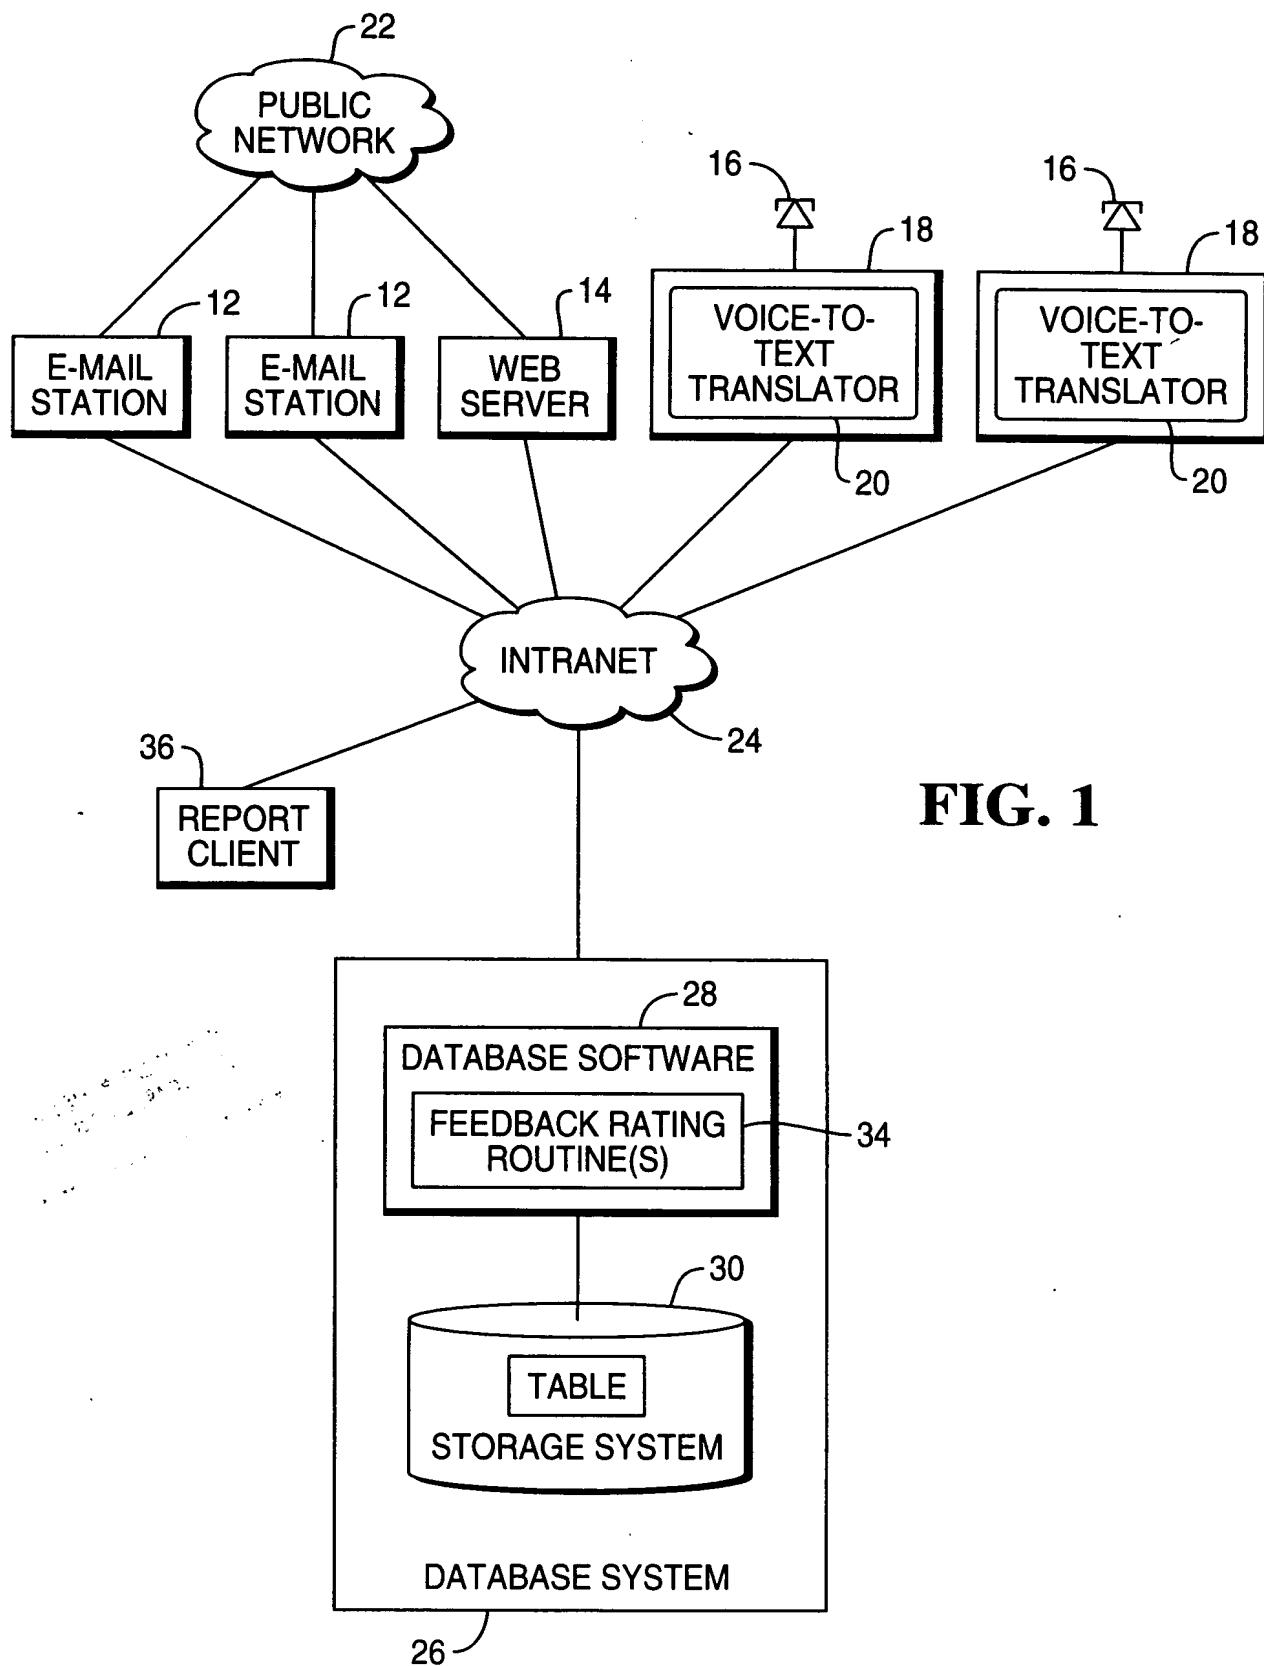 22
PUBLIC
NETWORK
16
16
18
18
12
12
14
E-MAIL
STATION
E-MAIL
STATION
WEB
SERVER
VOICE-TO-
TEXT
TRANSLATOR
VOICE-TO-
TEXT
TRANSLATOR
20
20
INTRANET
24
36
REPORT
CLIENT
FIG. 1
28
DATABASE SOFTWARE
FEEDBACK RATING
ROUTINE(S)
34
30
TABLE
STORAGE SYSTEM
DATABASE SYSTEM
26